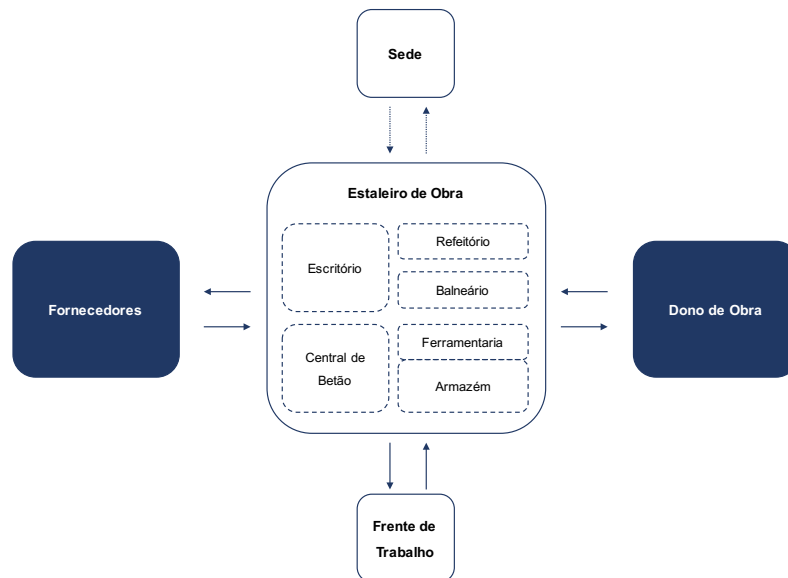 Sede
Estaleiro de Obra
Escritório
Refeitório
Balneário
Fornecedores
Dono de Obra
Central de
Betão
Ferramentaria
Armazém
Frente de
Trabalho